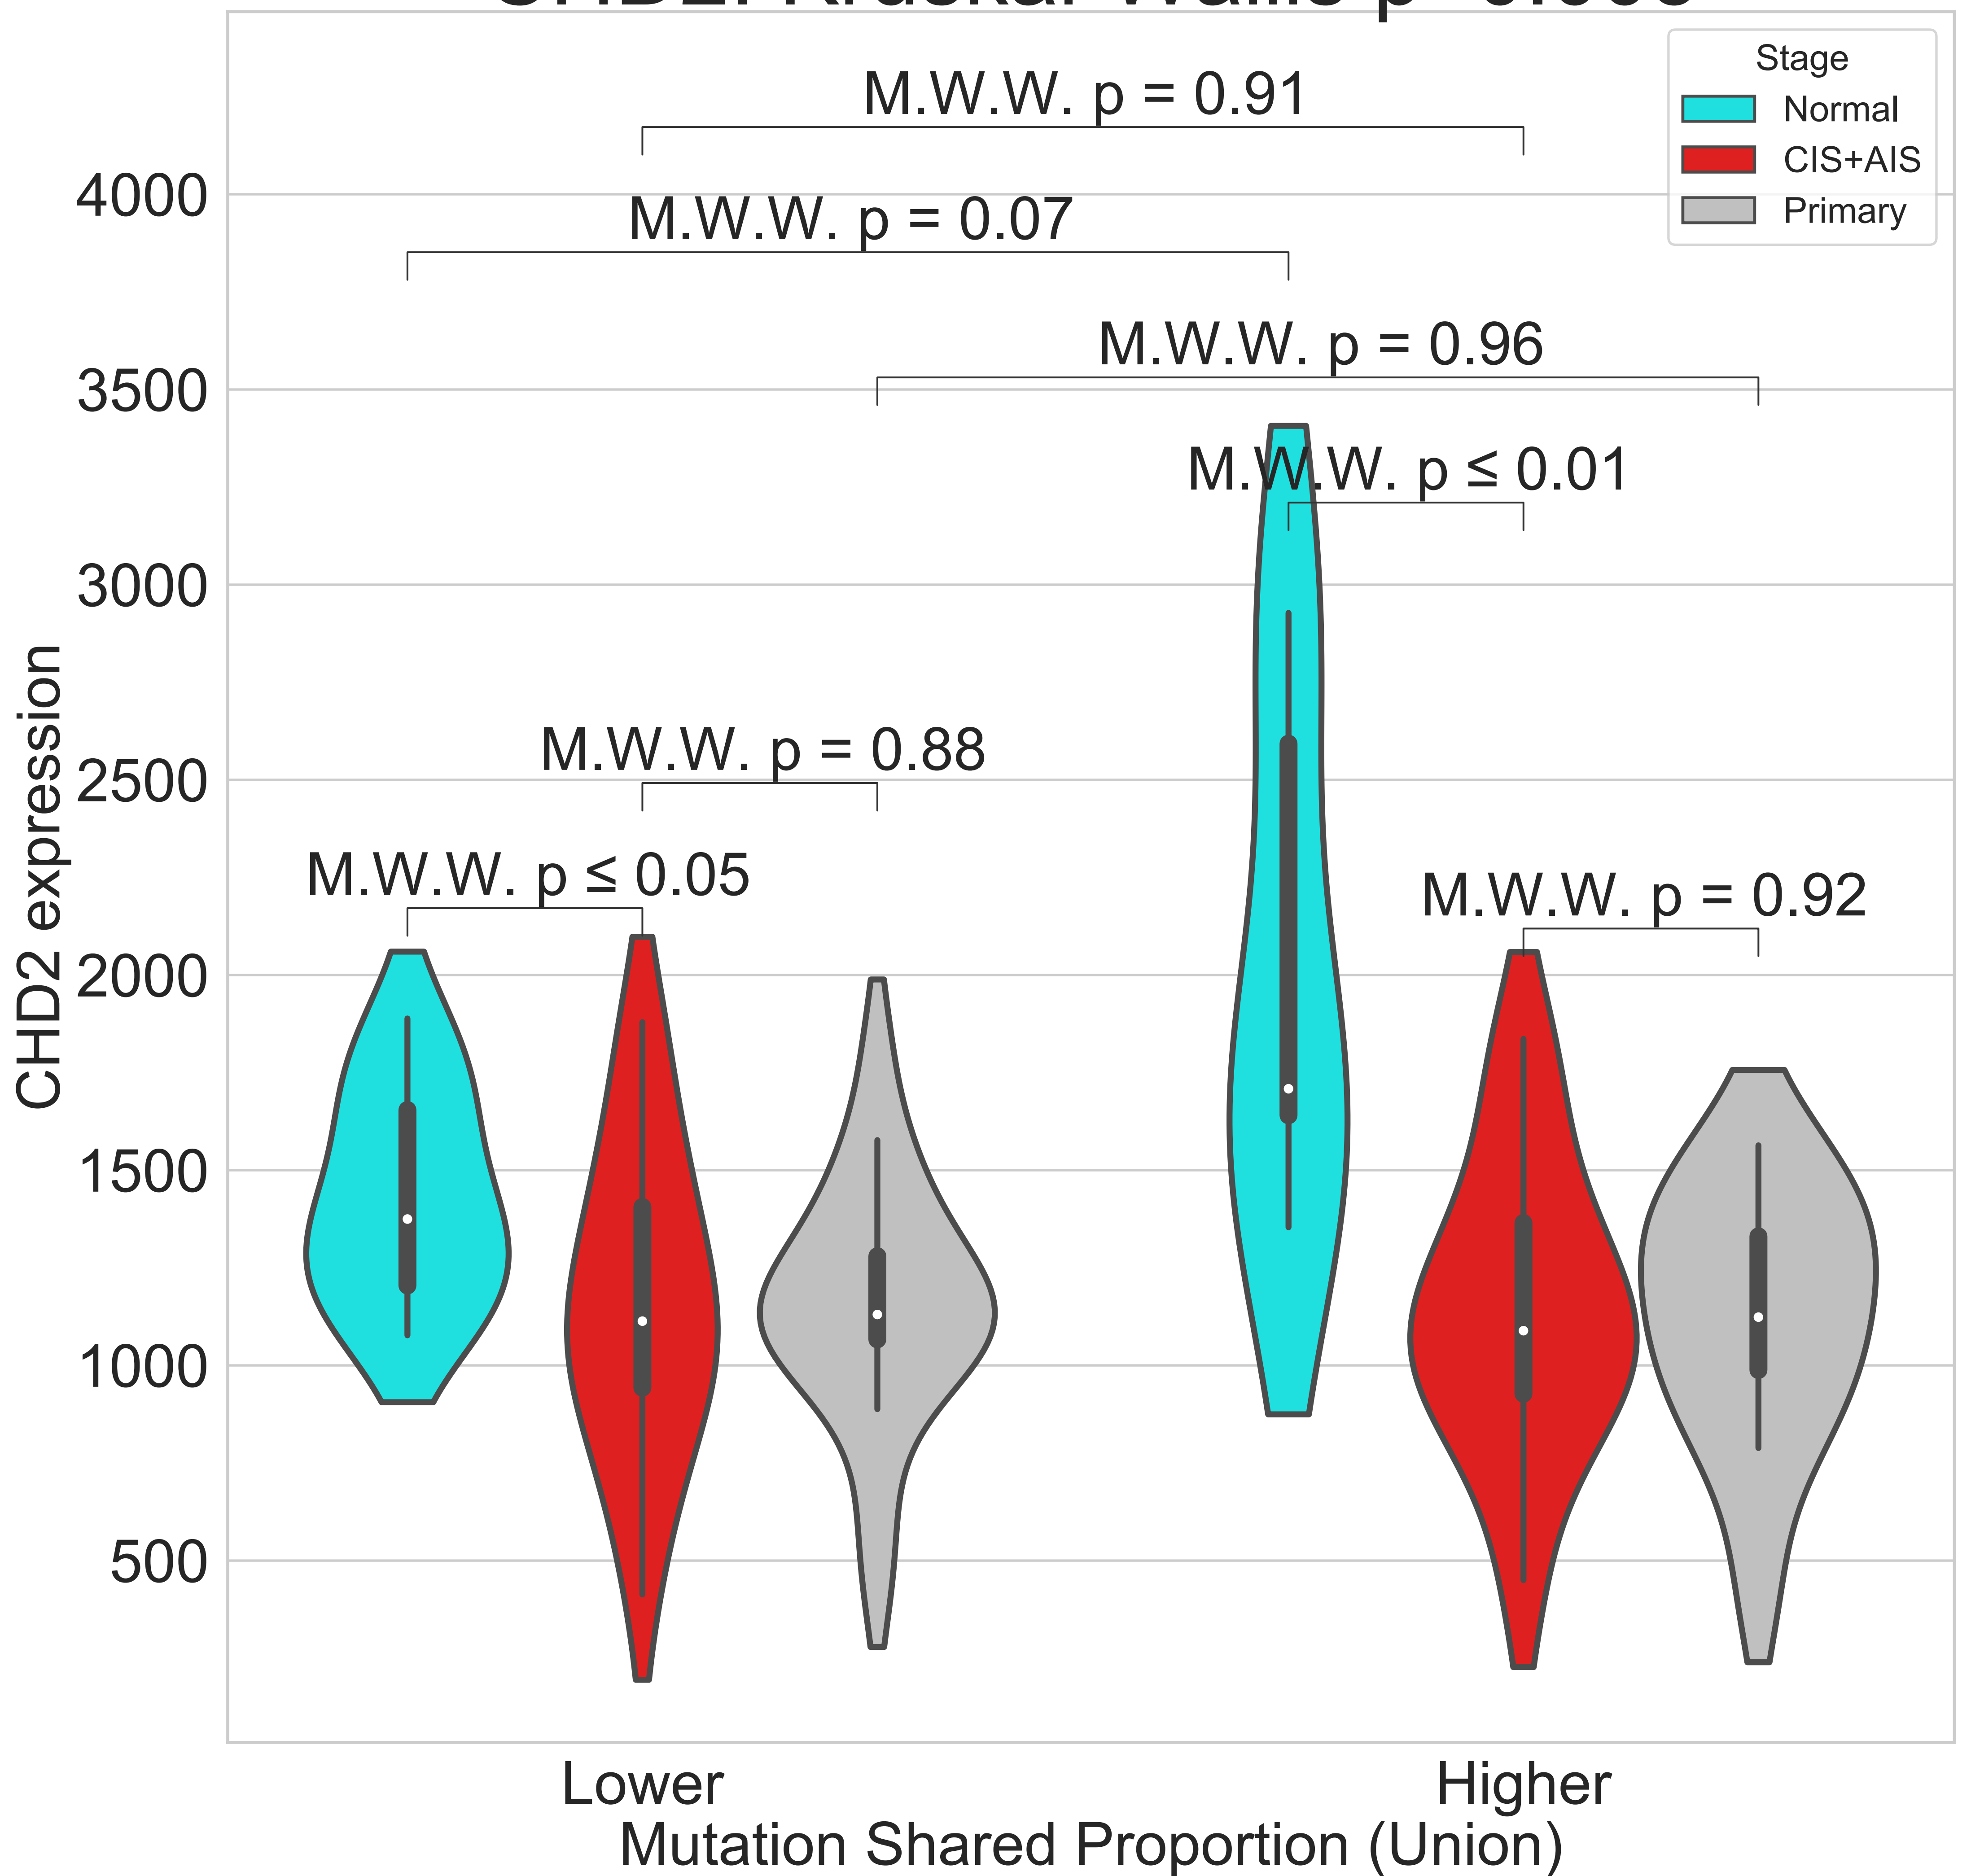 Stage
Normal
CIS+AIS
Primary
M.W.W. p = 0.91
M.W.W. p = 0.07
M.W.W. p = 0.96
M.W.W. p ≤ 0.01
M.W.W. p = 0.88
M.W.W. p ≤ 0.05
M.W.W. p = 0.92
4000
3500
3000
2500
2000
1500
1000
500
CHD2 expression
Lower
Higher
Mutation Shared Proportion (Union)